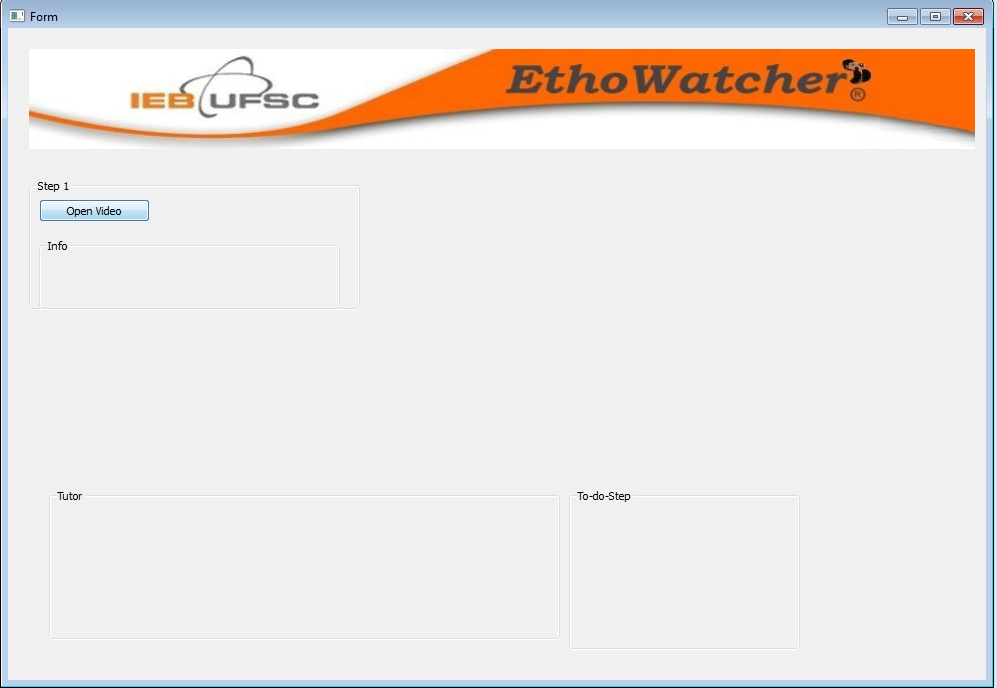 Form
IEB UFSC
EthoWatcher
®
Step 1
Open Video
Info
Tutor
To-do-Step